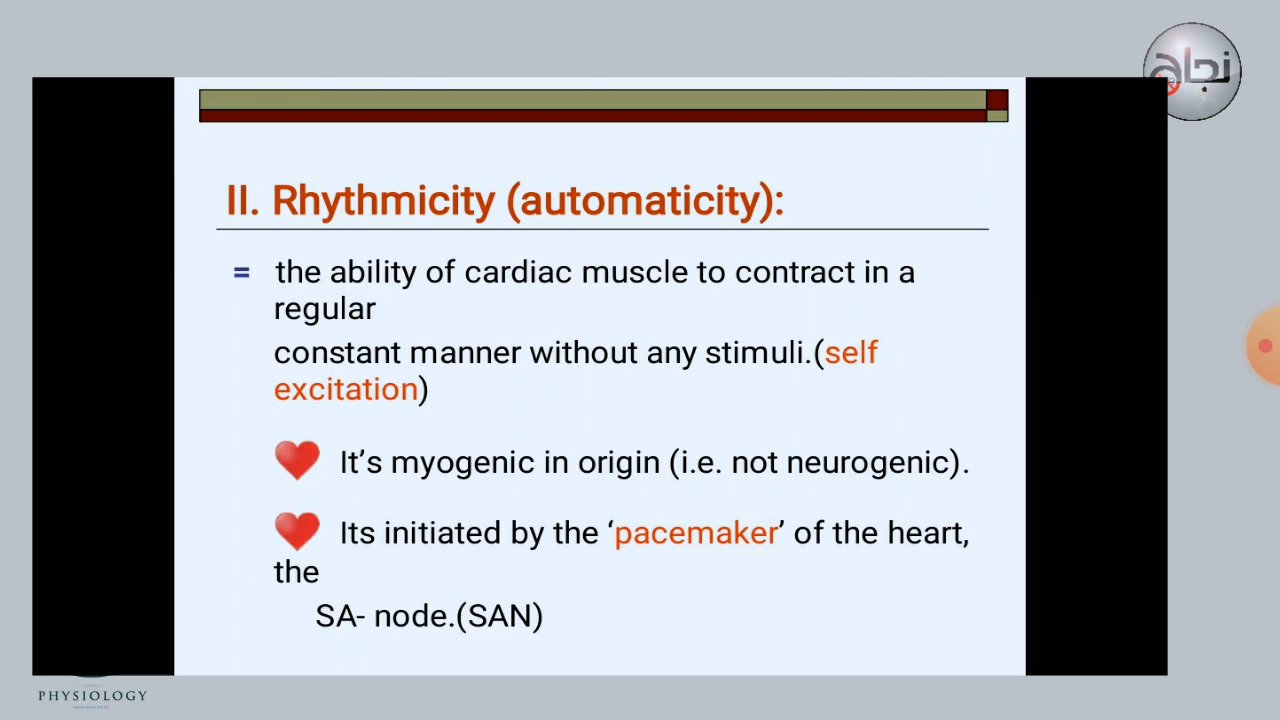 نجاح
II. Rhythmicity (automaticity):
= the ability of cardiac muscle to contract in a
regular
constant manner without any stimuli.(self
excitation)
It’s myogenic in origin (i.e. not neurogenic).
Its initiated by the ‘pacemaker’ of the heart,
the
SA- node.(SAN)
PHYSIOLOGY